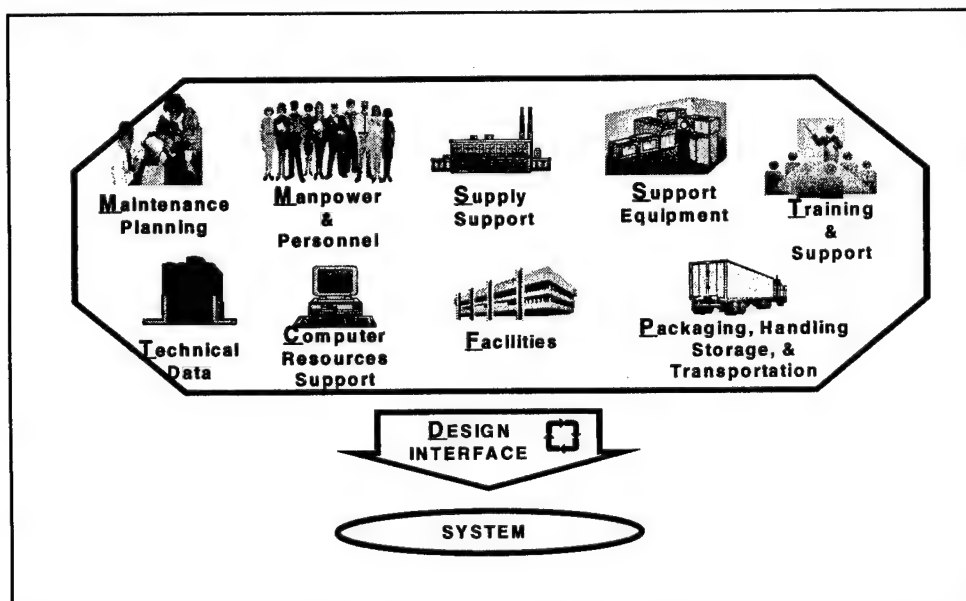 Maintenance
Planning
Manpower
&
Personnel
Supply
Support
Support
Equipment
Training
&
Support
Technical
Data
Computer
Resources
Support
Facilities
Packaging, Handling
Storage, &
Transportation
DESIGN
INTERFACE
SYSTEM